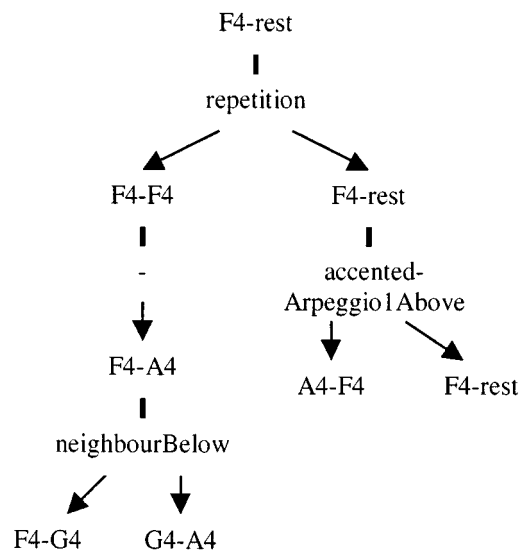 F4-rest
repetition
F4-F4
F4-rest
-
accented-
Arpeggio1Above
F4-A4
A4-F4
F4-rest
neighbourBelow
F4-G4
G4-A4